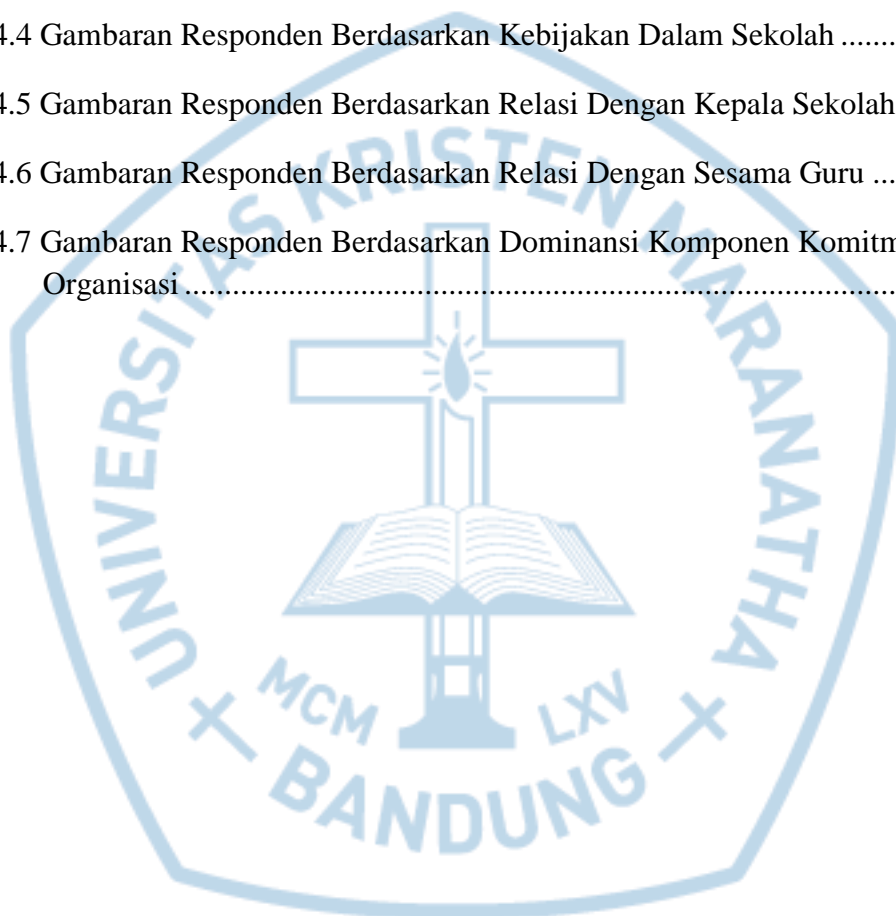 4.4 Gambaran Responden Berdasarkan Kebijakan Dalam Sekolah .......
4.5 Gambaran Responden Berdasarkan Relasi Dengan Kepala Sekolah
4.6 Gambaran Responden Berdasarkan Relasi Dengan Sesama Guru ...
4.7 Gambaran Responden Berdasarkan Dominansi Komponen Komitm
Organisasi ...............................................................................
UNIVERSITAS KRISTEN MARANATHA
MCM LXV
BANDUNG